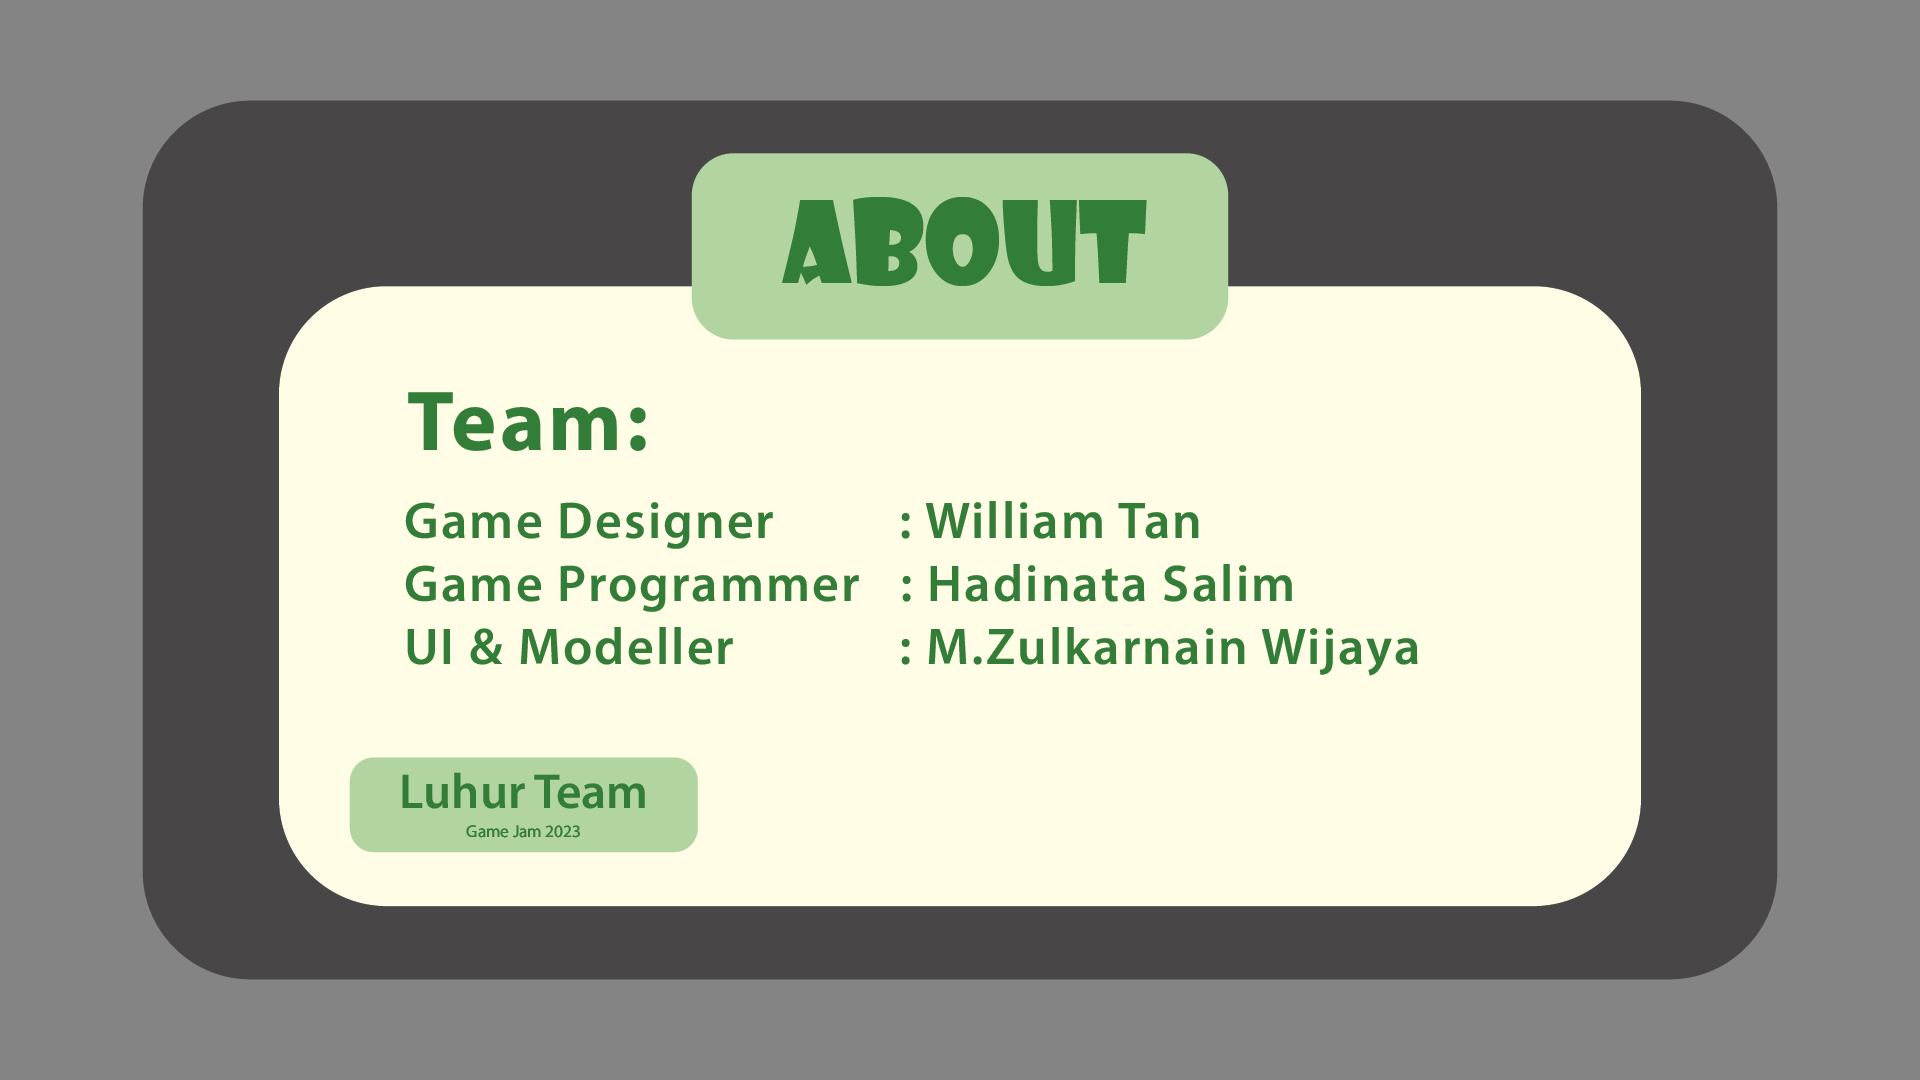 ABOUT
Team:
Game Designer : William Tan
Game Programmer : Hadinata Salim
UI & Modeller : M.Zulkarnain Wijaya
Luhur Team
Game Jam 2023